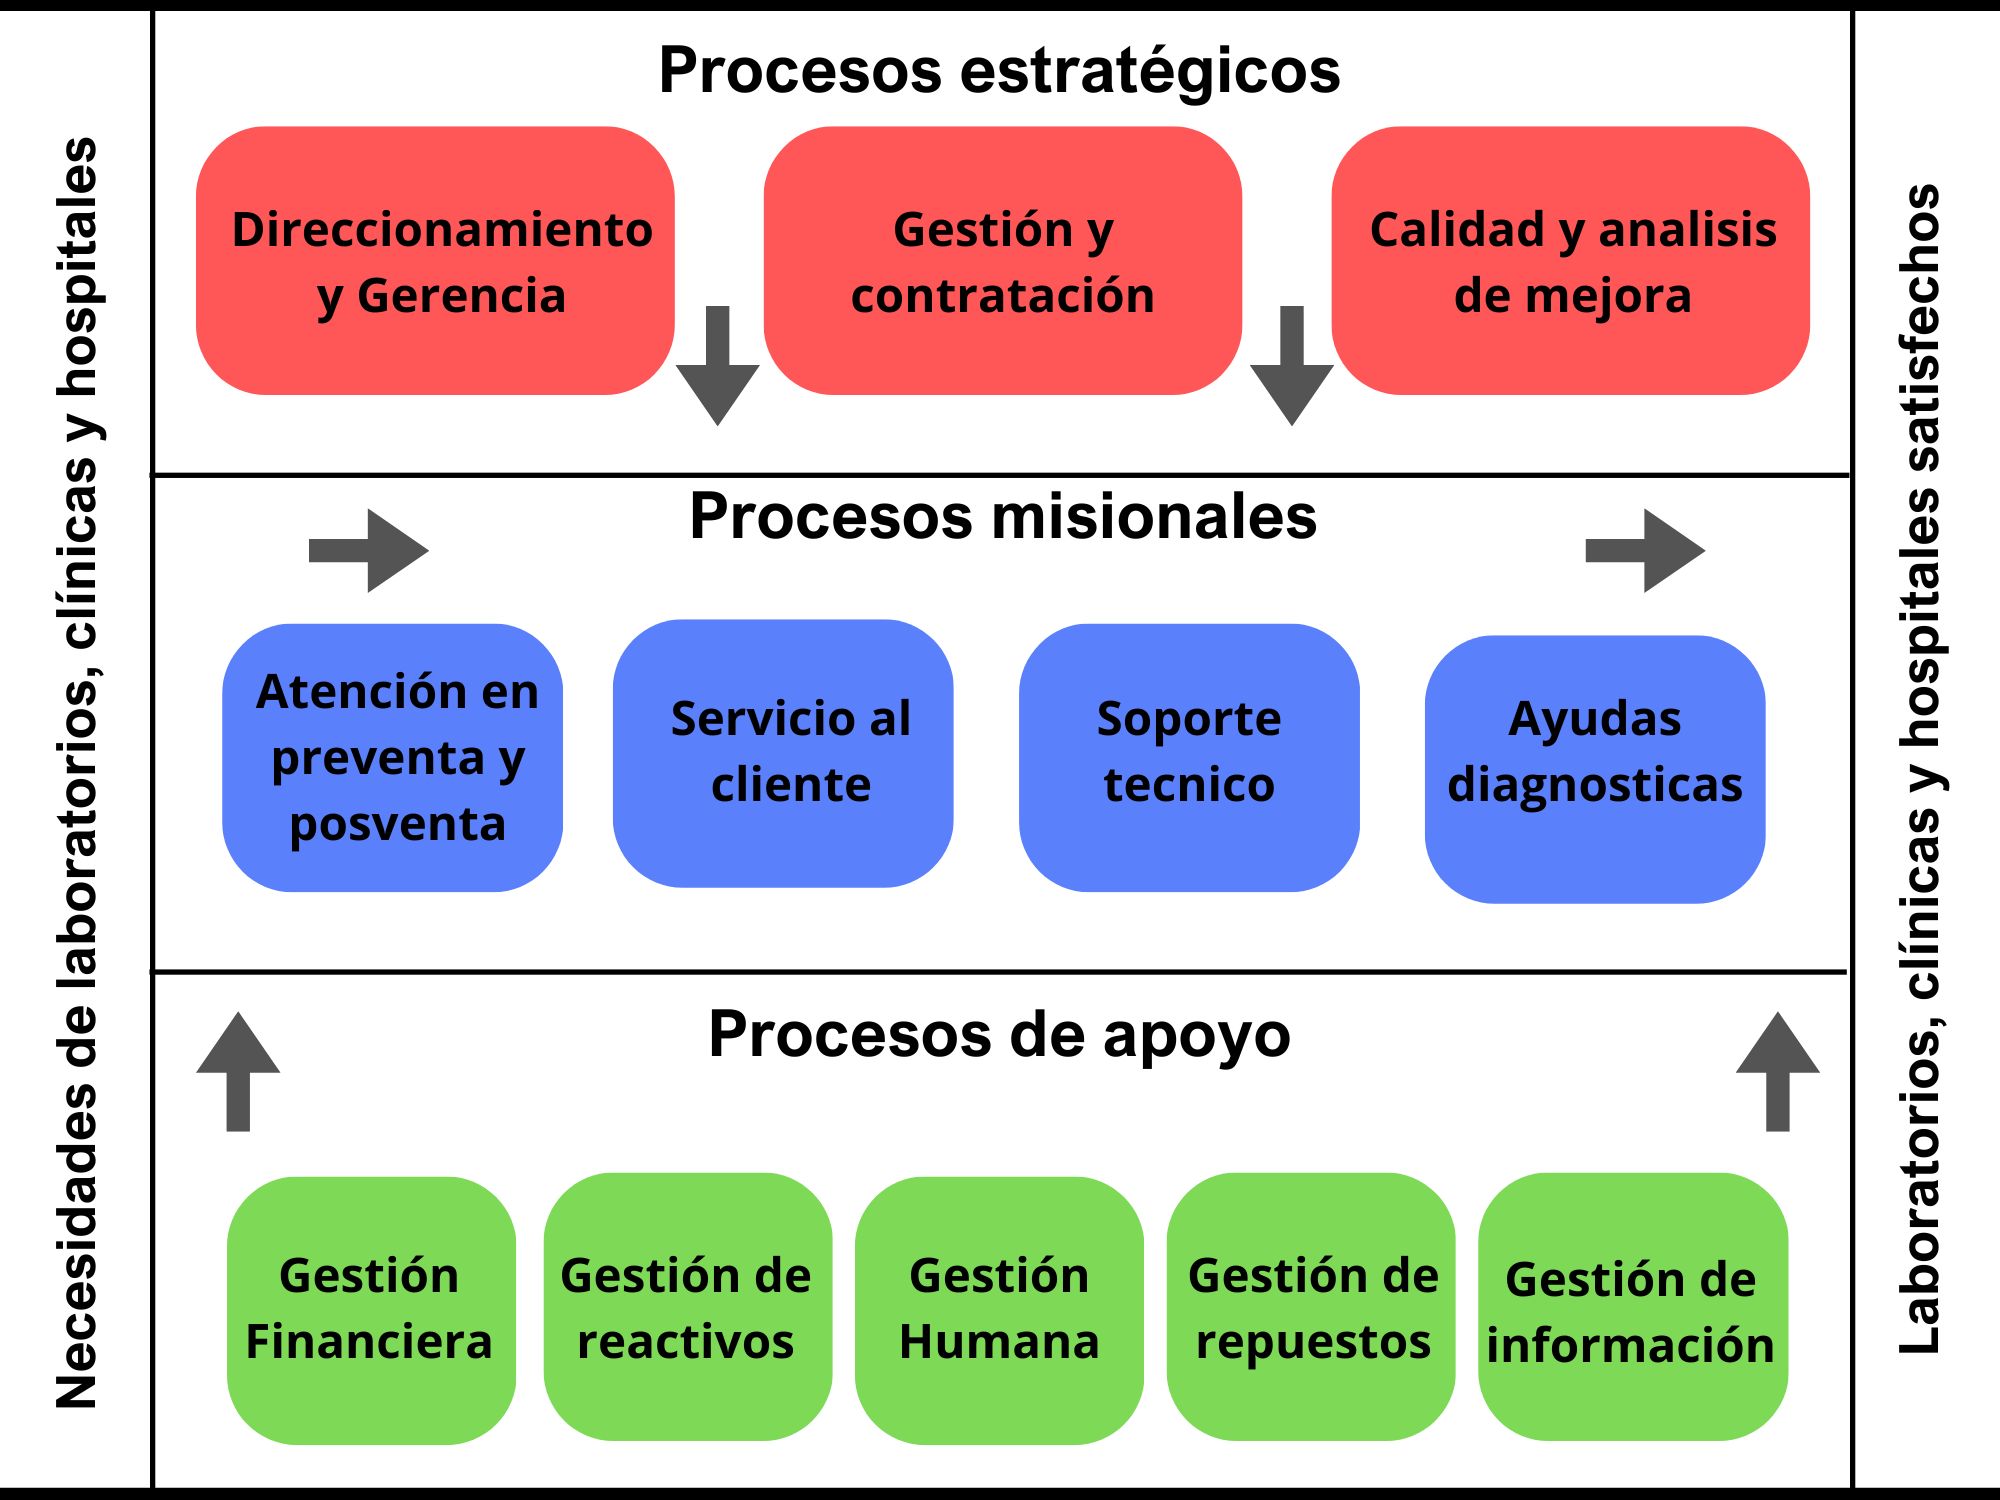 Necesidades de laboratorios, clínicas y hospitales
Procesos estratégicos
Direccionamiento
y Gerencia
Gestión y
contratación
Calidad y analisis
de mejora
Procesos misionales
Atención en
preventa y
posventa
Servicio al
cliente
Soporte
tecnico
Ayudas
diagnosticas
Procesos de apoyo
Gestión
Financiera
Gestión de
reactivos
Gestión
Humana
Gestión de
repuestos
Gestión de
información
Laboratorios, clínicas y hospitales satisfechos